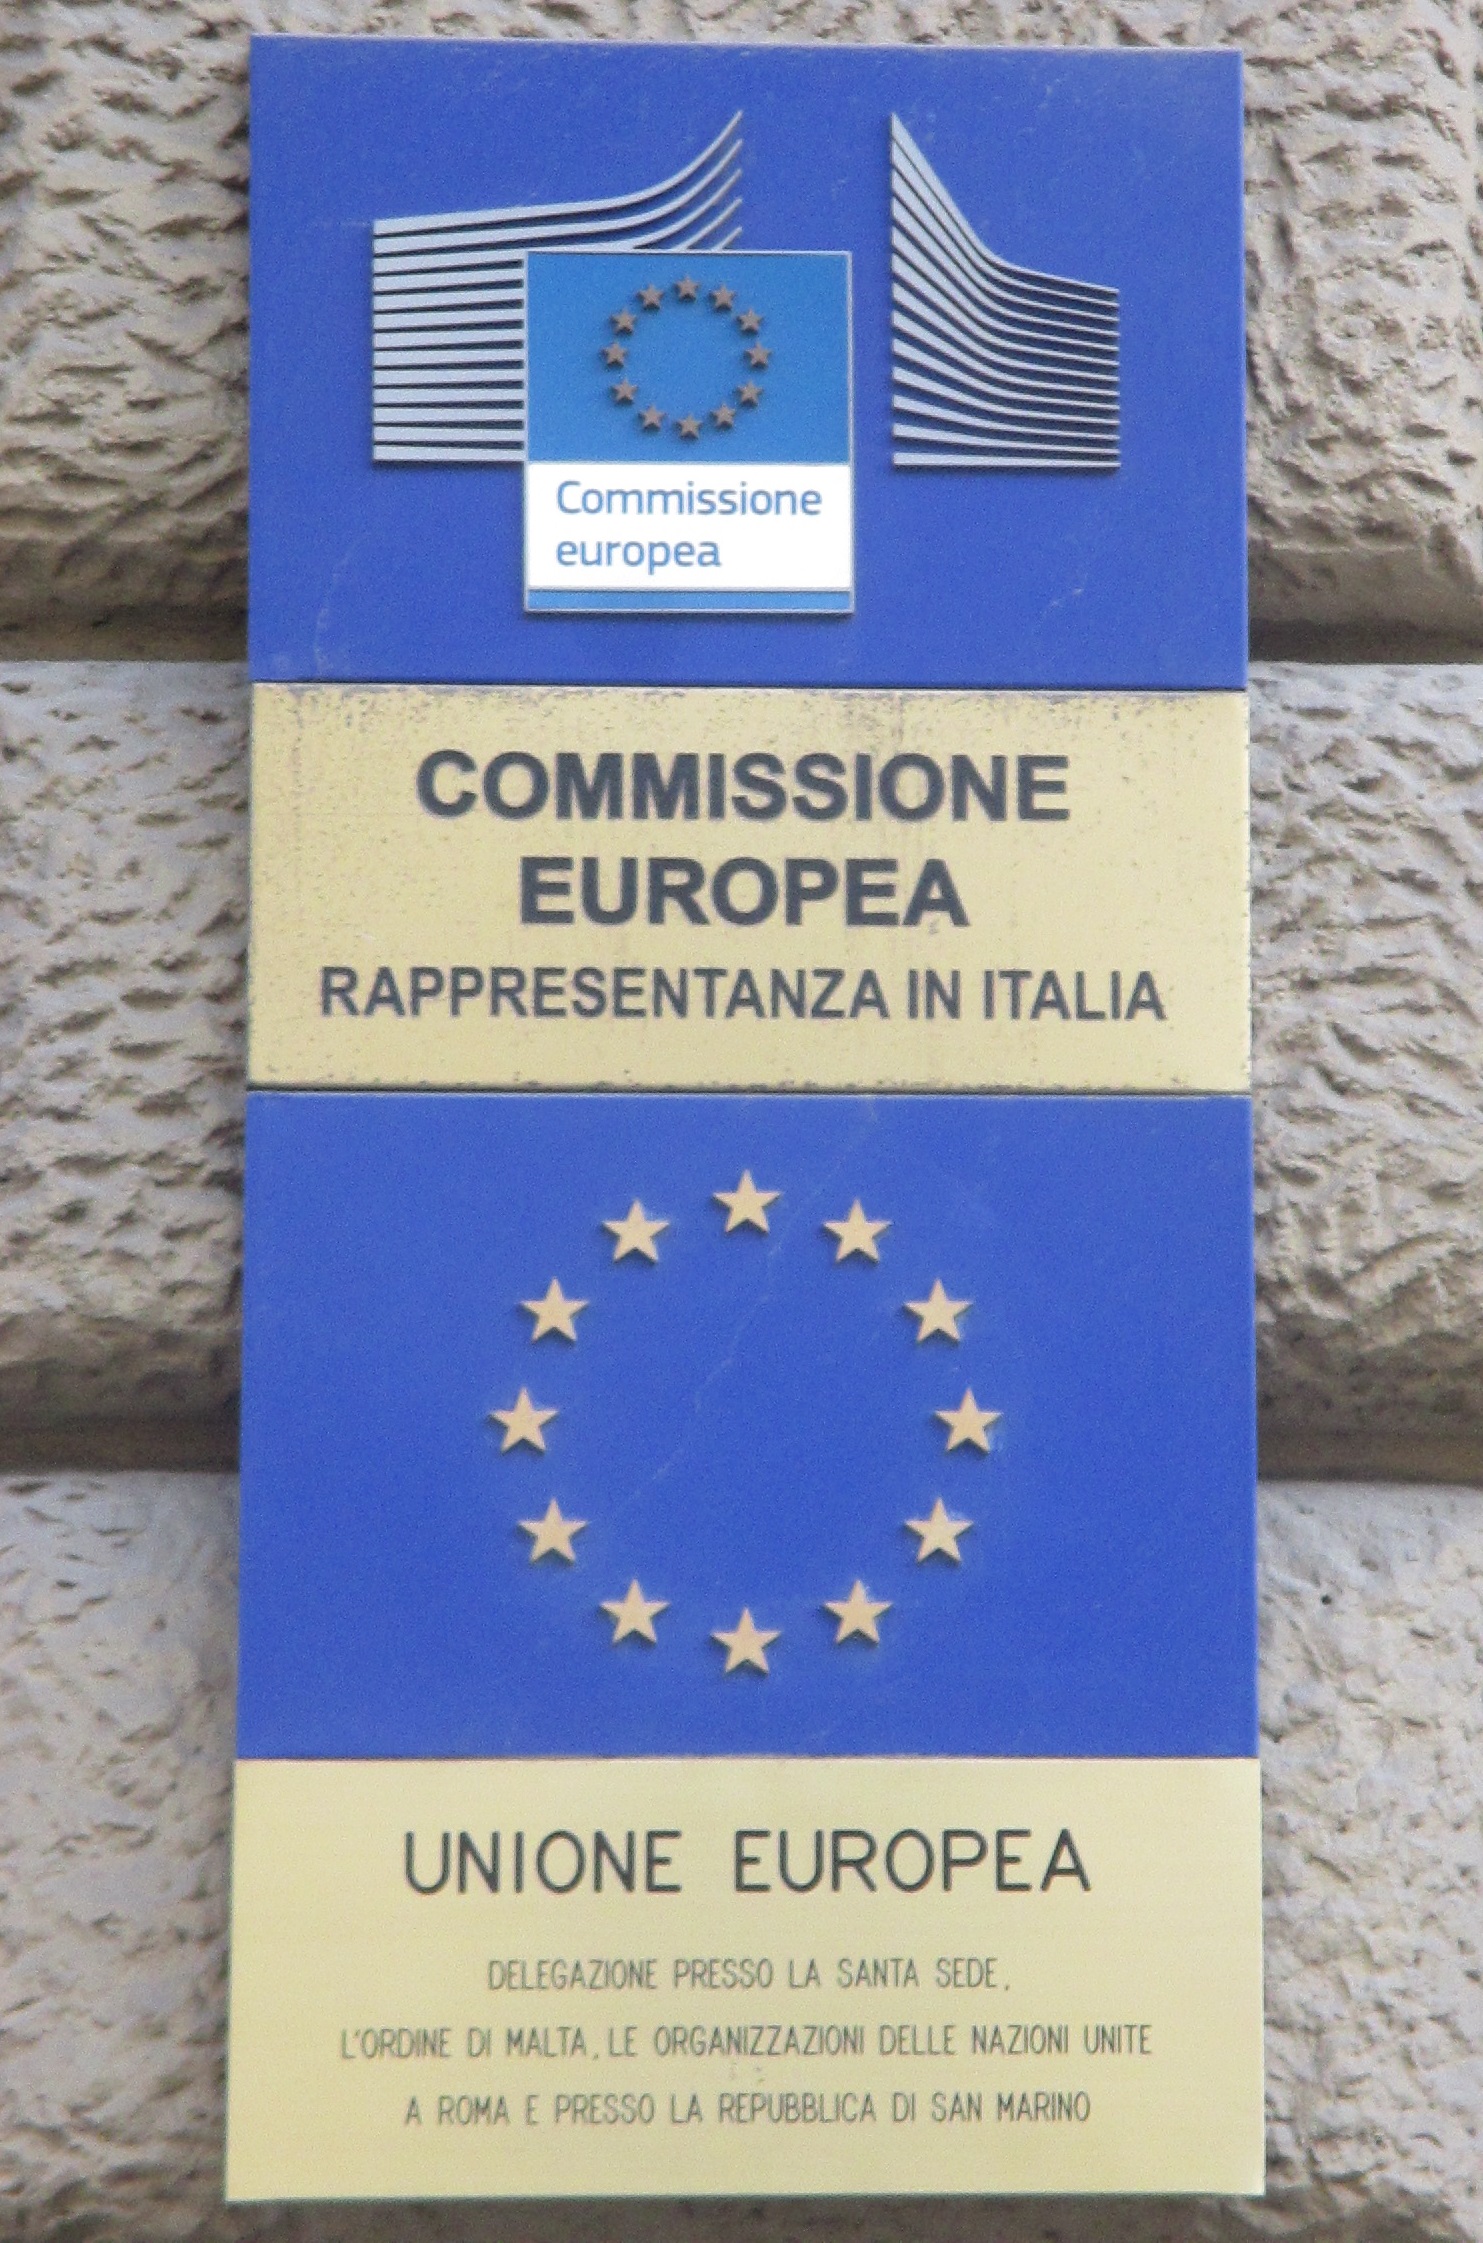 Commissione
europea
COMMISSIONE
EUROPEA
RAPPRESENTANZA IN ITALIA
UNIONE EUROPEA
DELEGAZIONE PRESSO LA SANTA SEDE,
L'ORDINE DI MALTA, LE ORGANIZZAZIONI DELLE NAZIONI UNITE
A ROMA E PRESSO LA REPUBBLICA DI SAN MARINO